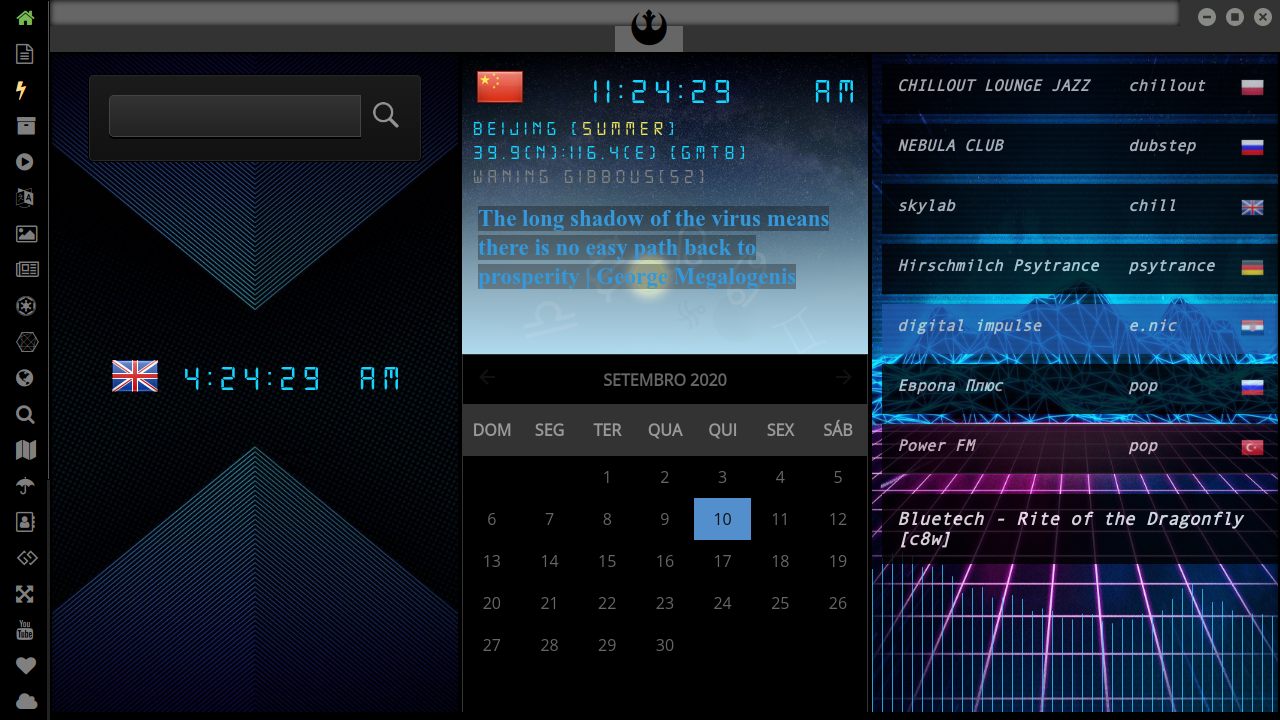 4:24:29 AM
11:24:29 AM
BEIJING (SUMMER)
39.9(N):116.4(E) (GMT8)
WANING GIBBOUS(52)
The long shadow of the virus means
there is no easy path back to
prosperity | George Megalogenis
SETEMBRO 2020
DOM SEG TER QUA QUI SEX SÁB
1 2 3 4 5
6 7 8 9 10 11 12
13 14 15 16 17 18 19
20 21 22 23 24 25 26
27 28 29 30
CHILLOUT LOUNGE JAZZ chillout
NEBULA CLUB dubstep
skylab chill
Hirschmilch Psytrance psytrance
digital impulse e.nic
Европа Плюс pop
Power FM pop
Bluetech - Rite of the Dragonfly
[c8w]
You
Tube